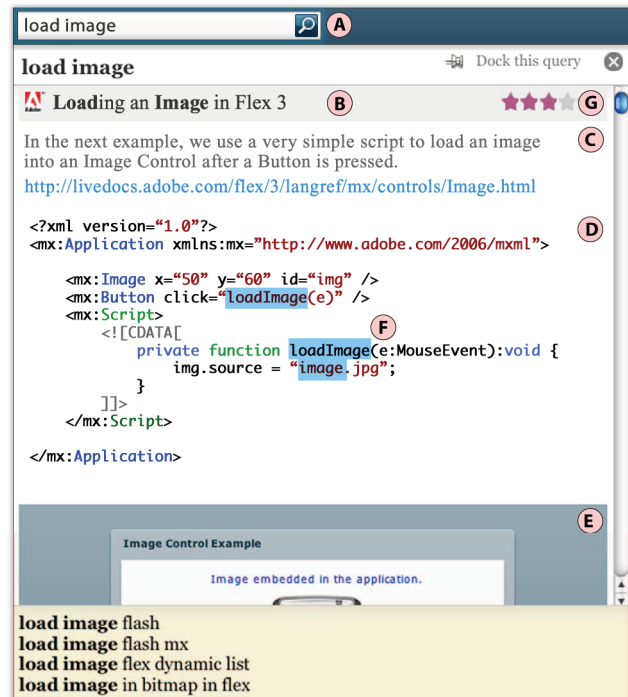 load image A
load image Dock this query
Loading an Image in Flex 3 B G
In the next example, we use a very simple script to load an image C
into an Image Control after a Button is pressed.
http://livedocs.adobe.com/flex/3/langref/mx/controls/Image.html
<?xml version="1.0"?> D
<mx:Application xmlns:mx="http://www.adobe.com/2006/mxml">
<mx:Image x="50" y="60" id="img" />
<mx:Button click="loadImage(e)" />
<mx:Script>
<![CDATA[ F
private function loadImage(e:MouseEvent):void {
img.source = "image.jpg";
}
]]>
</mx:Script>
</mx:Application>
E
Image Control Example
Image embedded in the application.
load image flash
load image flash mx
load image flex dynamic list
load image in bitmap in flex